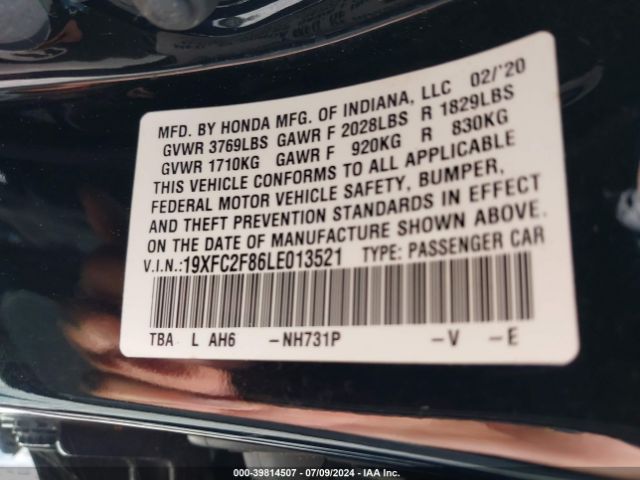 MFD. BY HONDA MFG. OF INDIANA, LLC 02/'20
GVWR 3769LBS GAWR F 2028LBS R 1829LBS
GVWR 1710KG GAWR F 920KG R 830KG
THIS VEHICLE CONFORMS TO ALL APPLICABLE
FEDERAL MOTOR VEHICLE SAFETY, BUMPER,
AND THEFT PREVENTION STANDARDS IN EFFECT
ON THE DATE OF MANUFACTURE SHOWN ABOVE.
V.I.N.:19XFC2F86LE013521 TYPE: PASSENGER CAR
TBA L AH6 -NH731P -V -E
000-39814507 - 07/09/2024 - IAA Inc.